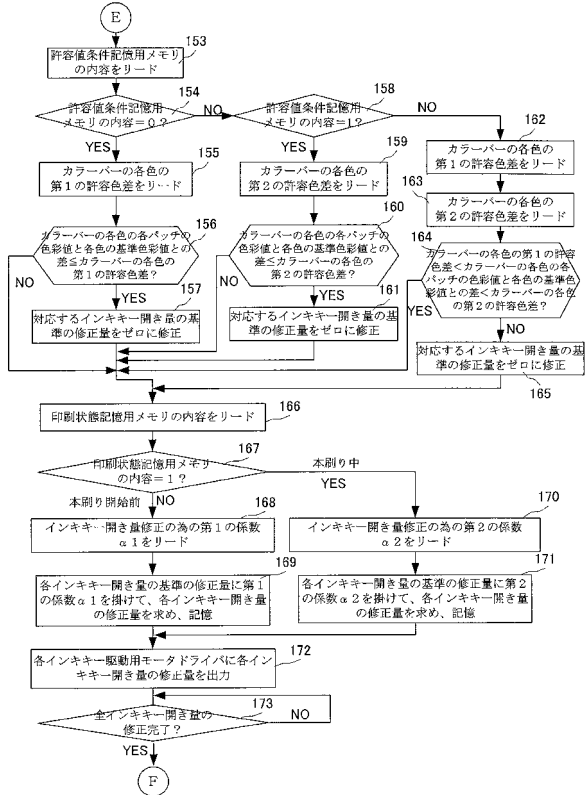 E
153
許容値条件記憶用メモリ
の内容をリード
154
許容値条件記憶用
メモリの内容=0?
NO
158
許容値条件記憶用
メモリの内容=1?
NO
YES
155
カラーバーの各色の
第1の許容色差をリード
YES
159
カラーバーの各色の
第2の許容色差をリード
162
カラーバーの各色の
第1の許容色差をリード
163
カラーバーの各色の
第2の許容色差をリード
156
カラーバーの各色の各パッチの
色彩値と各色の基準色彩値との
差≦カラーバーの各色の
第1の許容色差?
NO
YES
160
カラーバーの各色の各パッチの
色彩値と各色の基準色彩値との
差≦カラーバーの各色の
第2の許容色差?
NO
YES
164
カラーバーの各色の第1の許容
色差<カラーバーの各色の各
パッチの色彩値と各色の基準色
彩値との差<カラーバーの各色
の第2の許容色差?
YES
NO
157
対応するインキキー開き量の基
準の修正量をゼロに修正
161
対応するインキキー開き量の基
準の修正量をゼロに修正
対応するインキキー開き量の基
準の修正量をゼロに修正
165
印刷状態記憶用メモリの内容をリード
166
167
印刷状態記憶用メモリ
の内容=1?
本刷り中
YES
本刷り開始前
NO
168
インキキー開き量修正の為の第1の係数
α1をリード
170
インキキー開き量修正の為の第2の係数
α2をリード
169
各インキキー開き量の基準の修正量に第1
の係数α1を掛けて、各インキキー開き量
の修正量を求め、記憶
171
各インキキー開き量の基準の修正量に第2
の係数α2を掛けて、各インキキー開き量
の修正量を求め、記憶
172
各インキキー駆動用モータドライバに各イン
キキー開き量の修正量を出力
173
全インキキー開き量の
修正完了?
NO
YES
F